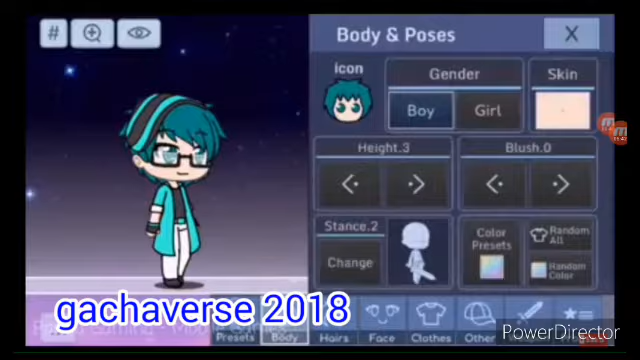 #
Body & Poses
X
icon
Gender
Skin
Boy
Girl
Height.3
Blush.0
Stance.2
Change
Color
Presets
Random
All
Random
Color
gachaverse 2018
Presets
Body
Hairs
Face
Clothes
Other
PowerDirector